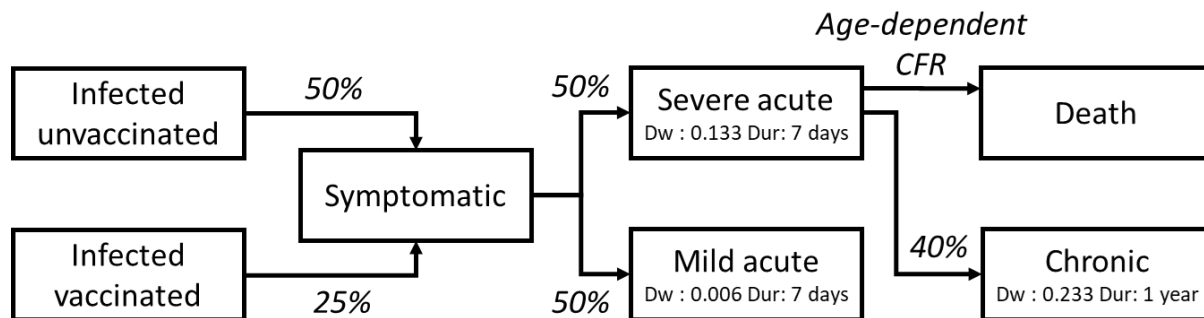 Age-dependent
CFR
Infected
unvaccinated
50%
50%
Severe acute
Dw : 0.133 Dur: 7 days
Death
Symptomatic
Infected
vaccinated
25%
50%
Mild acute
Dw : 0.006 Dur: 7 days
40%
Chronic
Dw : 0.233 Dur: 1 year